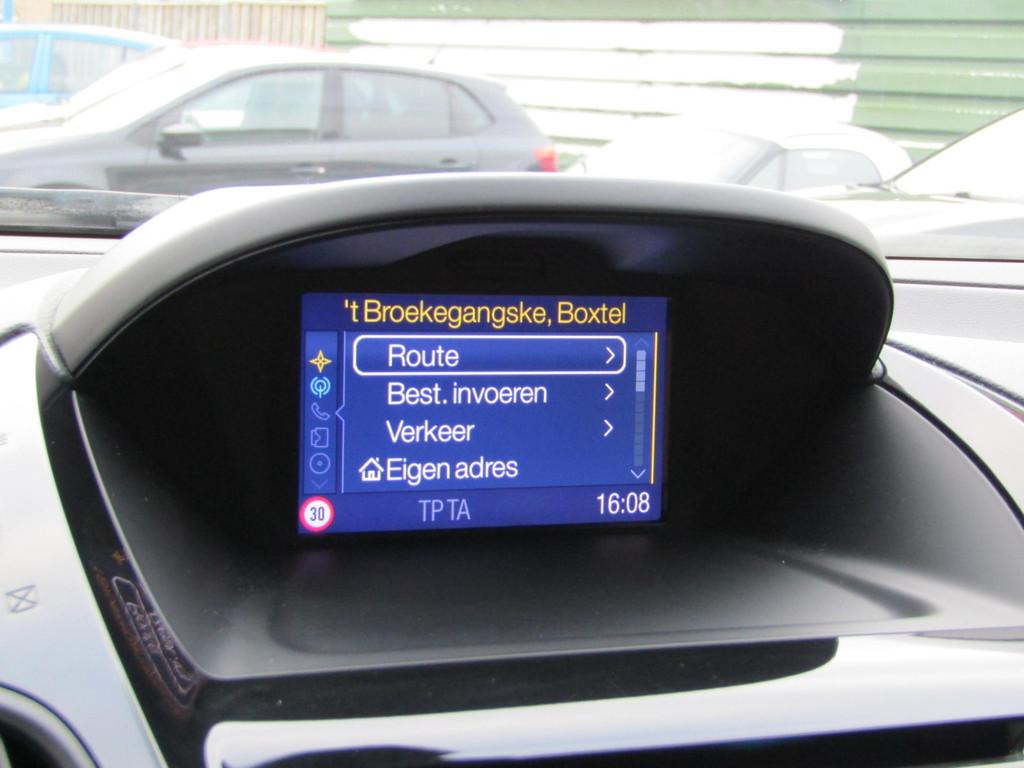 't Broekegangske, Boxtel
Route
Best. invoeren
Verkeer
Eigen adres
30 TP TA 16:08